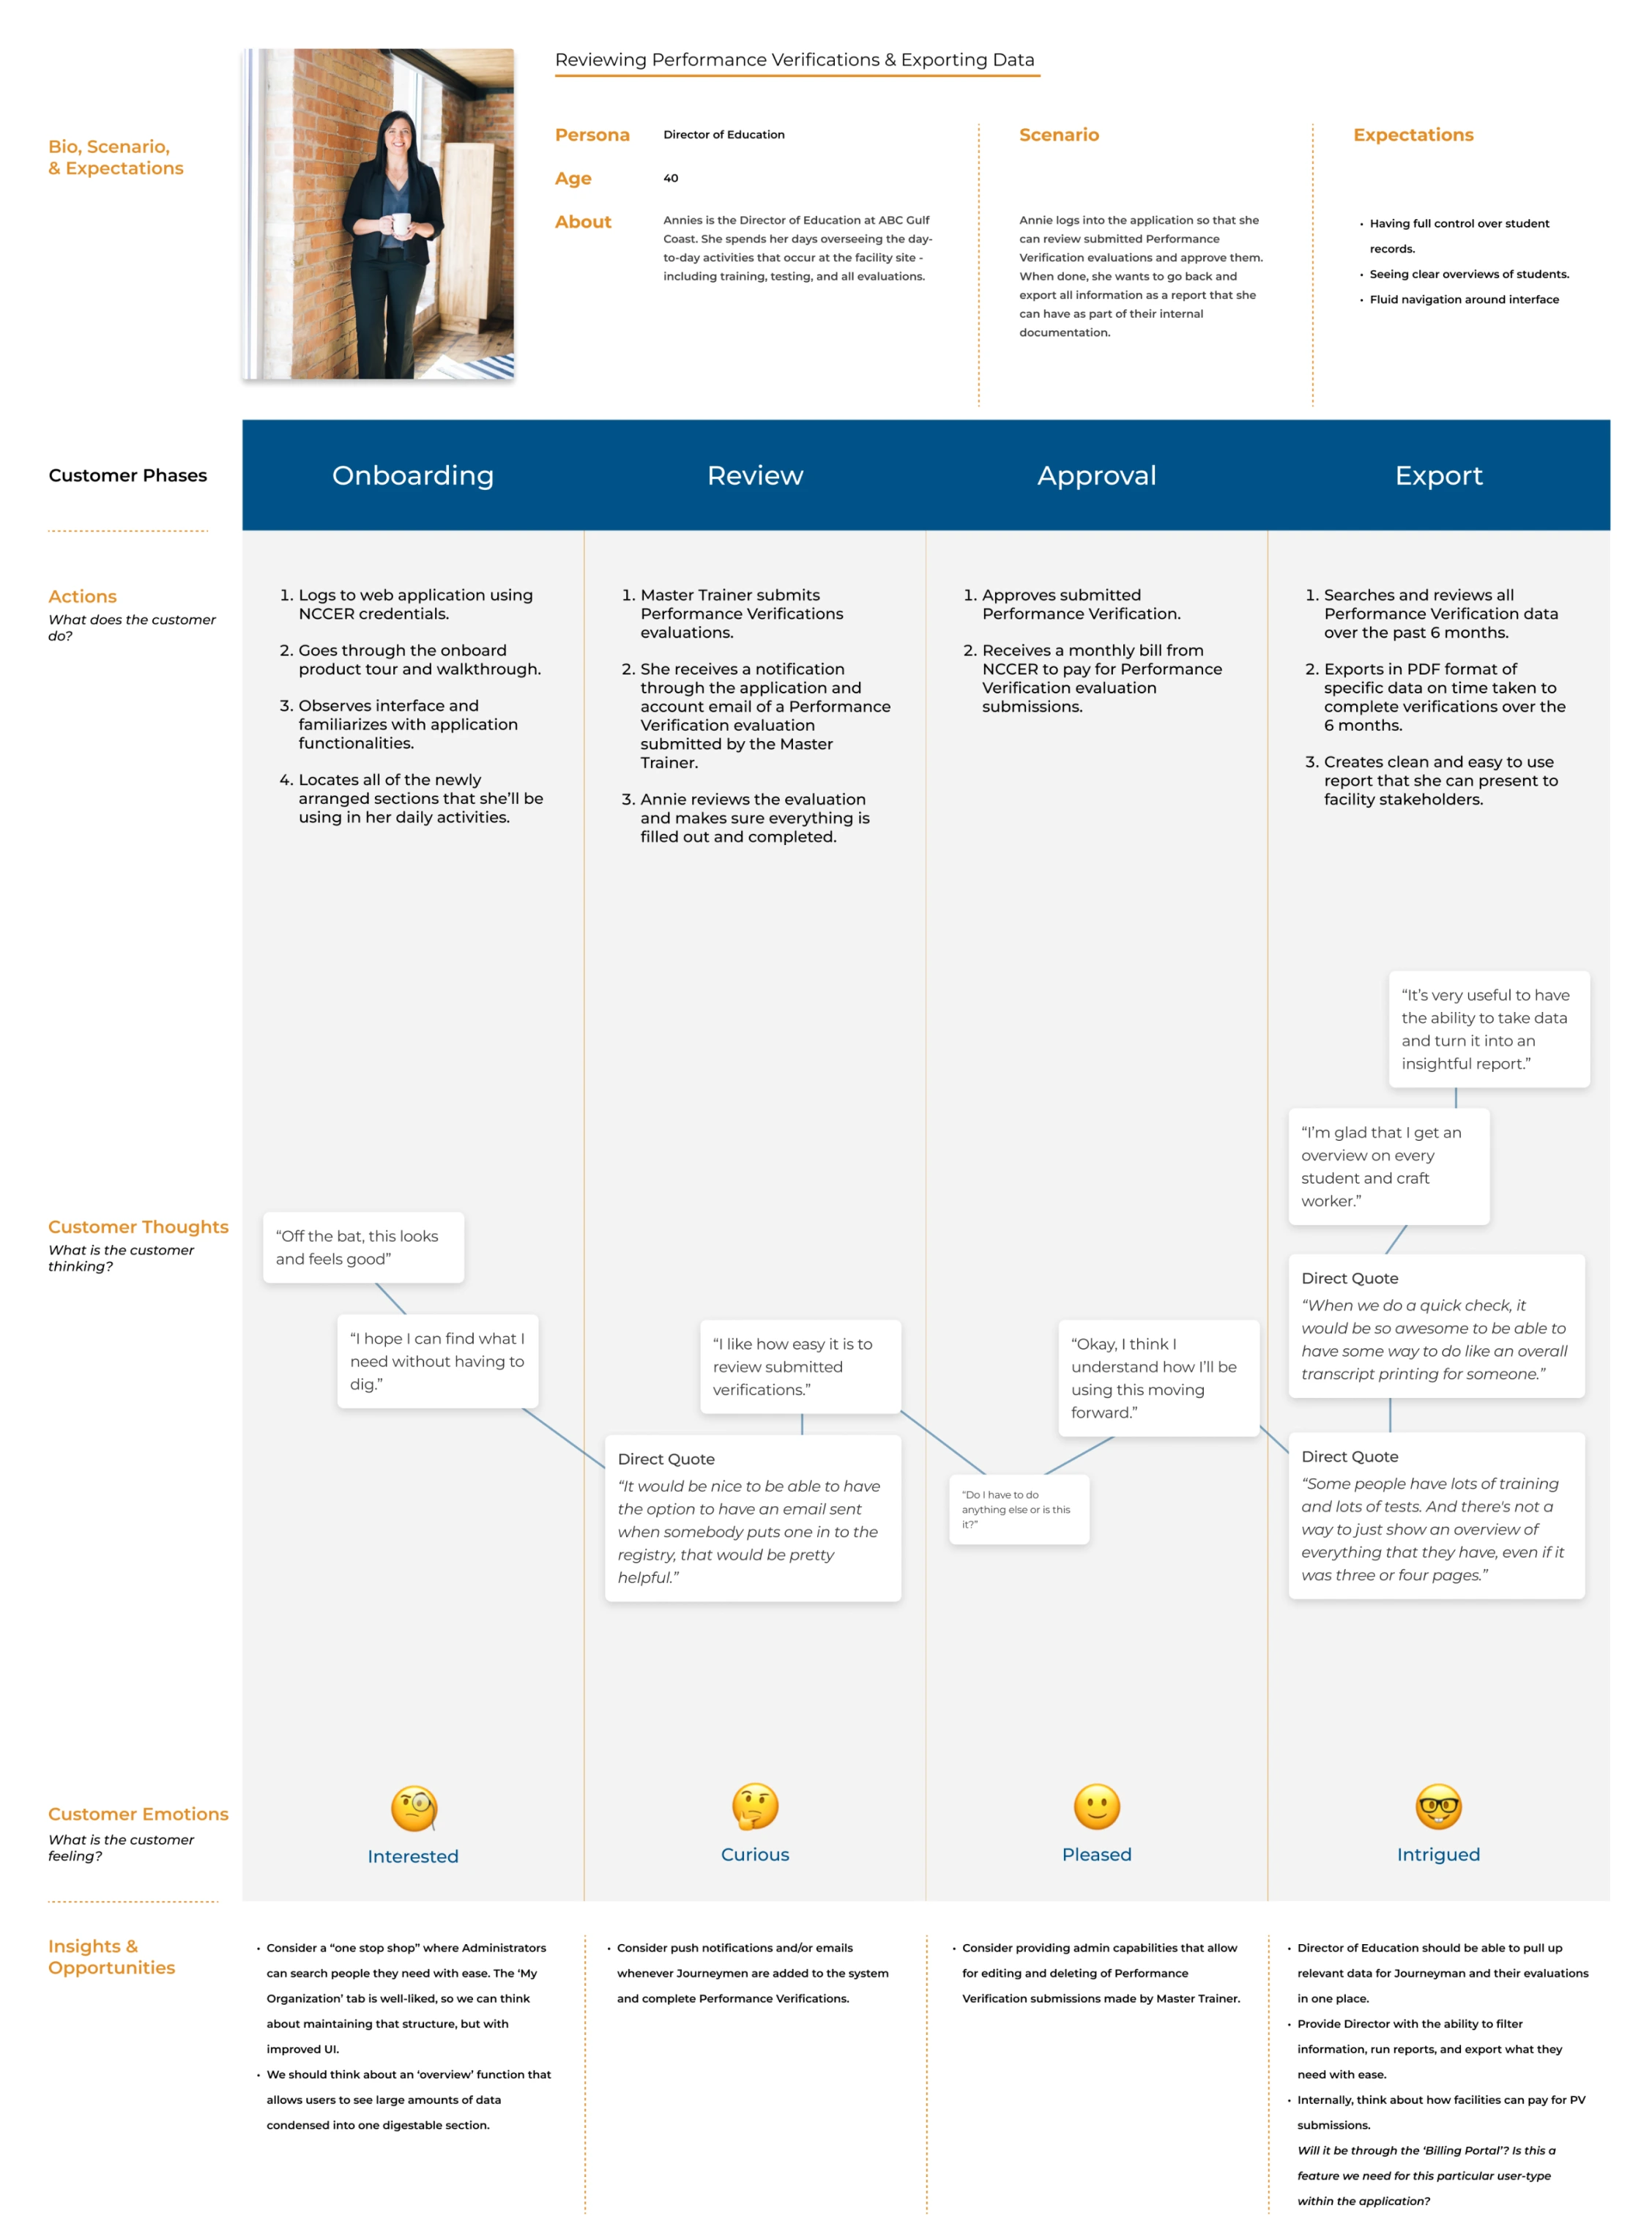 Reviewing Performance Verifications & Exporting Data
Bio, Scenario,
& Expectations
Persona
Director of Education
Age
40
About
Annies is the Director of Education at ABC Gulf
Coast. She spends her days overseeing the day-
to-day activities that occur at the facility site -
including training, testing, and all evaluations.
Scenario
Annie logs into the application so that she
can review submitted Performance
Verification evaluations and approve them.
When done, she wants to go back and
export all information as a report that she
can have as part of their internal
documentation.
Expectations
• Having full control over student
records.
• Seeing clear overviews of students.
• Fluid navigation around interface
Customer Phases
Onboarding
Review
Approval
Export
Actions
What does the customer
do?
1. Logs to web application using
NCCER credentials.
2. Goes through the onboard
product tour and walkthrough.
3. Observes interface and
familiarizes with application
functionalities.
4. Locates all of the newly
arranged sections that she’ll be
using in her daily activities.
1. Master Trainer submits
Performance Verifications
evaluations.
2. She receives a notification
through the application and
account email of a Performance
Verification evaluation
submitted by the Master
Trainer.
3. Annie reviews the evaluation
and makes sure everything is
filled out and completed.
1. Approves submitted
Performance Verification.
2. Receives a monthly bill from
NCCER to pay for Performance
Verification evaluation
submissions.
1. Searches and reviews all
Performance Verification data
over the past 6 months.
2. Exports in PDF format of
specific data on time taken to
complete verifications over the
6 months.
3. Creates clean and easy to use
report that she can present to
facility stakeholders.
Customer Thoughts
What is the customer
thinking?
“Off the bat, this looks
and feels good”
“I hope I can find what I
need without having to
dig.”
“I like how easy it is to
review submitted
verifications.”
Direct Quote
“It would be nice to be able to have
the option to have an email sent
when somebody puts one in to the
registry, that would be pretty
helpful.”
“Okay, I think I
understand how I’ll be
using this moving
forward.”
“Do I have to do
anything else or is this
it?”
“It’s very useful to have
the ability to take data
and turn it into an
insightful report.”
“I’m glad that I get an
overview on every
student and craft
worker.”
Direct Quote
“When we do a quick check, it
would be so awesome to be able to
have some way to do like an overall
transcript printing for someone.”
Direct Quote
“Some people have lots of training
and lots of tests. And there's not a
way to just show an overview of
everything that they have, even if it
was three or four pages.”
Customer Emotions
What is the customer
feeling?
Interested
Curious
Pleased
Intrigued
Insights &
Opportunities
• Consider a “one stop shop” where Administrators
can search people they need with ease. The ‘My
Organization’ tab is well-liked, so we can think
about maintaining that structure, but with
improved UI.
• We should think about an ‘overview’ function that
allows users to see large amounts of data
condensed into one digestable section.
• Consider push notifications and/or emails
whenever Journeymen are added to the system
and complete Performance Verifications.
• Consider providing admin capabilities that allow
for editing and deleting of Performance
Verification submissions made by Master Trainer.
• Director of Education should be able to pull up
relevant data for Journeyman and their evaluations
in one place.
• Provide Director with the ability to filter
information, run reports, and export what they
need with ease.
• Internally, think about how facilities can pay for PV
submissions.
Will it be through the ‘Billing Portal’? Is this a
feature we need for this particular user-type
within the application?